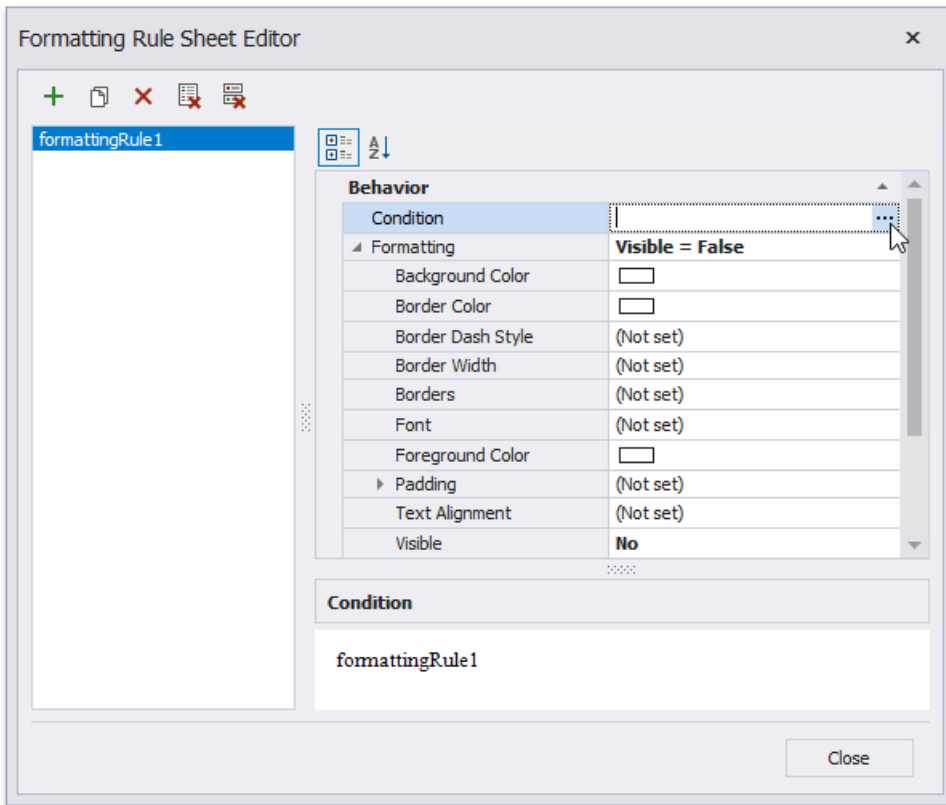 Formatting Rule Sheet Editor
formattingRule1
Behavior
Condition
Formatting Visible = False
Background Color
Border Color
Border Dash Style (Not set)
Border Width (Not set)
Borders (Not set)
Font (Not set)
Foreground Color
Padding (Not set)
Text Alignment (Not set)
Visible No
Condition
formattingRule1
Close